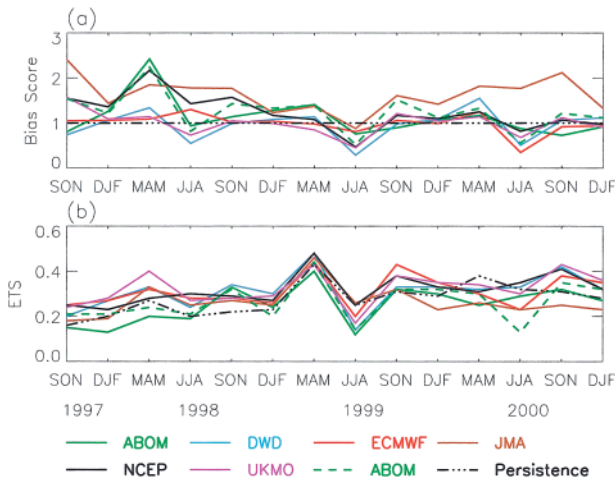 (a)
3
2
1
0
Bias Score
SON DJF MAM JJA SON DJF MAM JJA SON DJF MAM JJA SON DJF
(b)
0.6
0.4
0.2
0.0
ETS
SON DJF MAM JJA SON DJF MAM JJA SON DJF MAM JJA SON DJF
1997 1998 1999 2000
ABOM DWD ECMWF JMA
NCEP UKMO ABOM Persistence